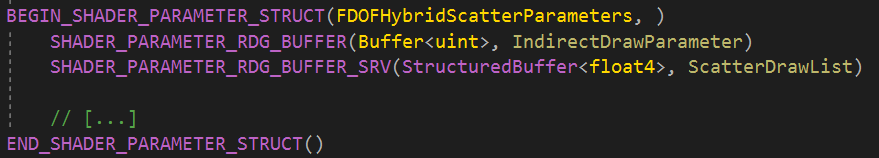 BEGIN_SHADER_PARAMETER_STRUCT(FDOFHybridScatterParameters, )
SHADER_PARAMETER_RDG_BUFFER(Buffer<uint>, IndirectDrawParameter)
SHADER_PARAMETER_RDG_BUFFER_SRV(StructuredBuffer<float4>, ScatterDrawList)
// [...]
END_SHADER_PARAMETER_STRUCT()